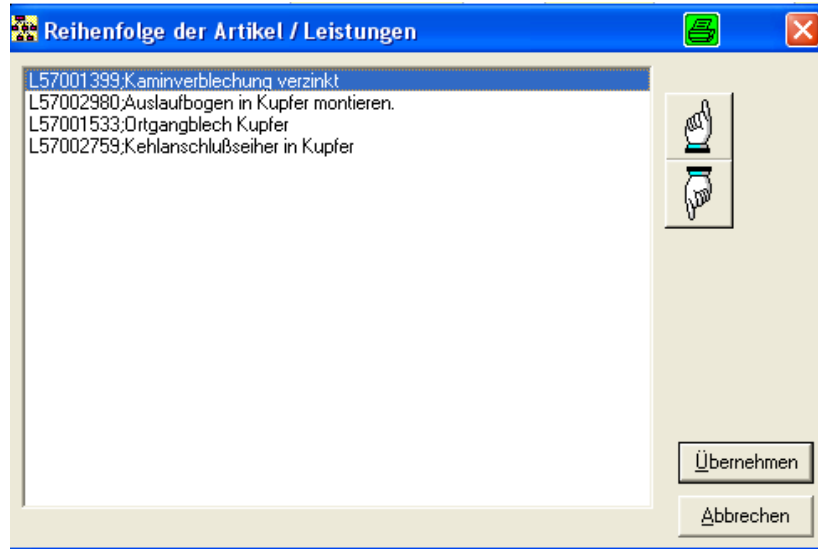 Reihenfolge der Artikel / Leistungen
L57001399;Kaminverblechung verzinkt
L57002980;Auslaufbogen in Kupfer montieren.
L57001533;Ortgangblech Kupfer
L57002759;Kehlanschlußseiher in Kupfer
Übernehmen
Abbrechen